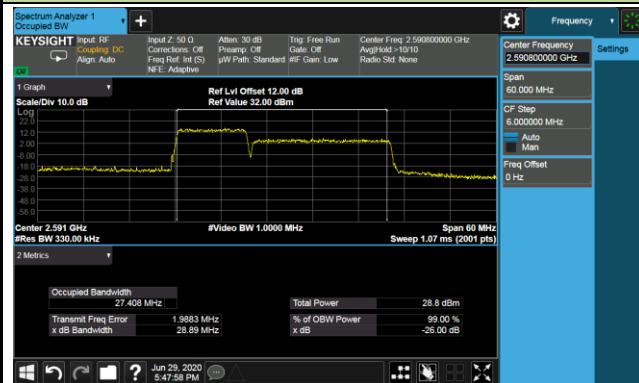 Spectrum Analyzer 1
Occupied BW
Frequency
KEYSIGHT
Input: RF
Coupling: DC
Align: Auto
Input Z: 50 Ω
Corrections: Off
Freq Ref: Int (S)
NFE: Adaptive
Atten: 30 dB
Preamp: Off
µW Path: Standard
Trig: Free Run
Gate: Off
#IF Gain: Low
Center Freq: 2.590800000 GHz
Avg|Hold:>10/10
Radio Std: None
Center Frequency
2.590800000 GHz
Settings
Span
60.000 MHz
CF Step
6.000000 MHz
Auto
Man
Freq Offset
0 Hz
1 Graph
Scale/Div 10.0 dB
Ref Lvl Offset 12.00 dB
Ref Value 32.00 dBm
Log
22.0
12.0
2.00
-8.00
-18.0
-28.0
-38.0
-48.0
-58.0
Center 2.591 GHz
#Res BW 330.00 kHz
#Video BW 1.0000 MHz
Span 60 MHz
Sweep 1.07 ms (2001 pts)
2 Metrics
Occupied Bandwidth
27.408 MHz
Total Power 28.8 dBm
Transmit Freq Error 1.9883 MHz
% of OBW Power 99.00 %
x dB Bandwidth 28.89 MHz
x dB -26.00 dB
?
Jun 29, 2020
5:47:58 PM